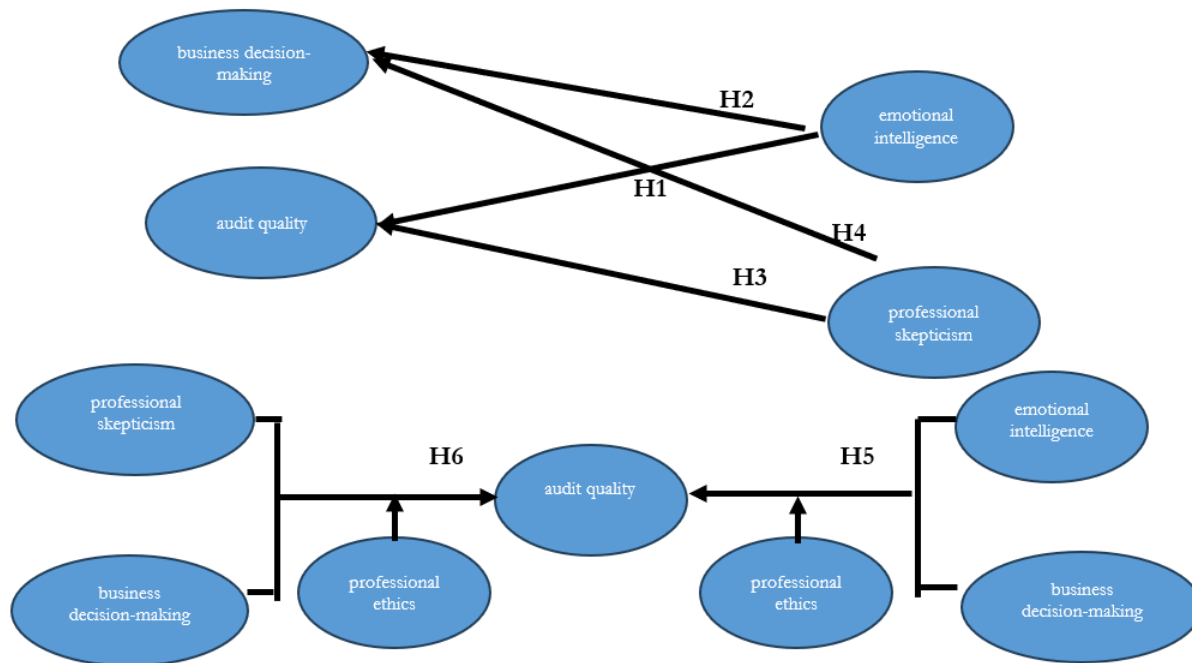 business decision-
making
H2
emotional
intelligence
H1
audit quality
H4
H3
professional
skepticism
professional
skepticism
emotional
intelligence
H6
H5
audit quality
business
decision-making
professional
ethics
professional
ethics
business
decision-making